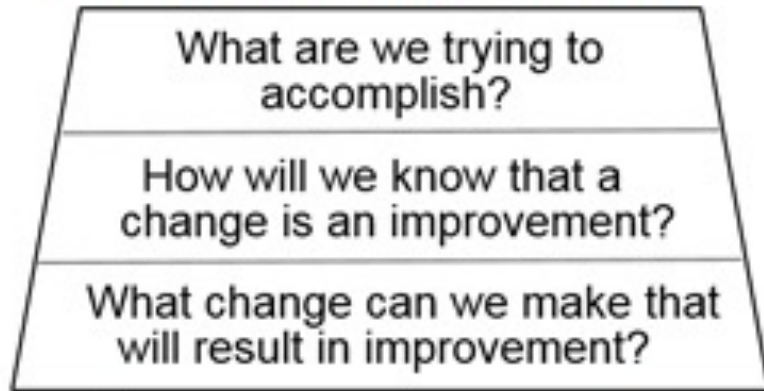 What are we trying to
accomplish?
How will we know that a
change is an improvement?
What change can we make that
will result in improvement?